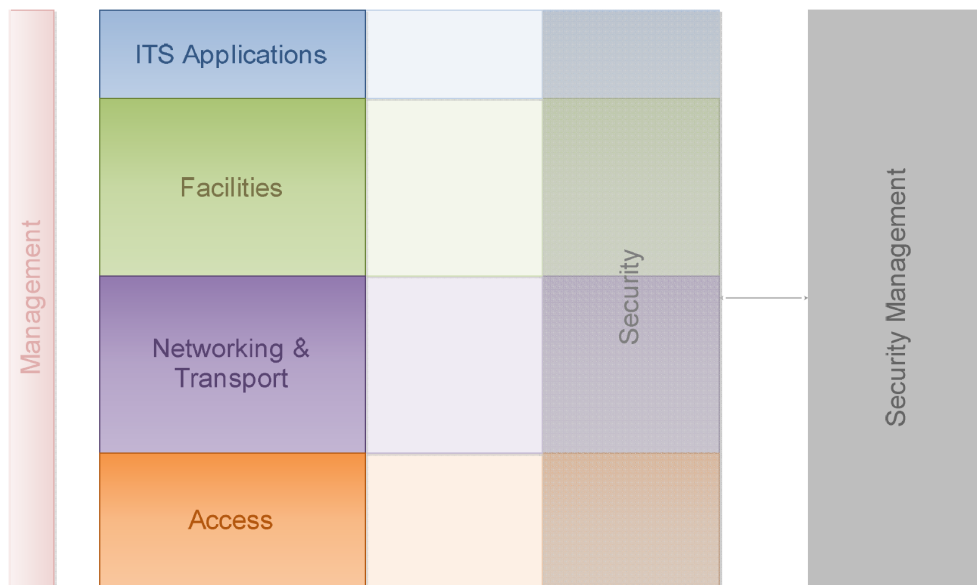 Management
ITS Applications
Facilities
Networking &
Transport
Access
Security
Security Management